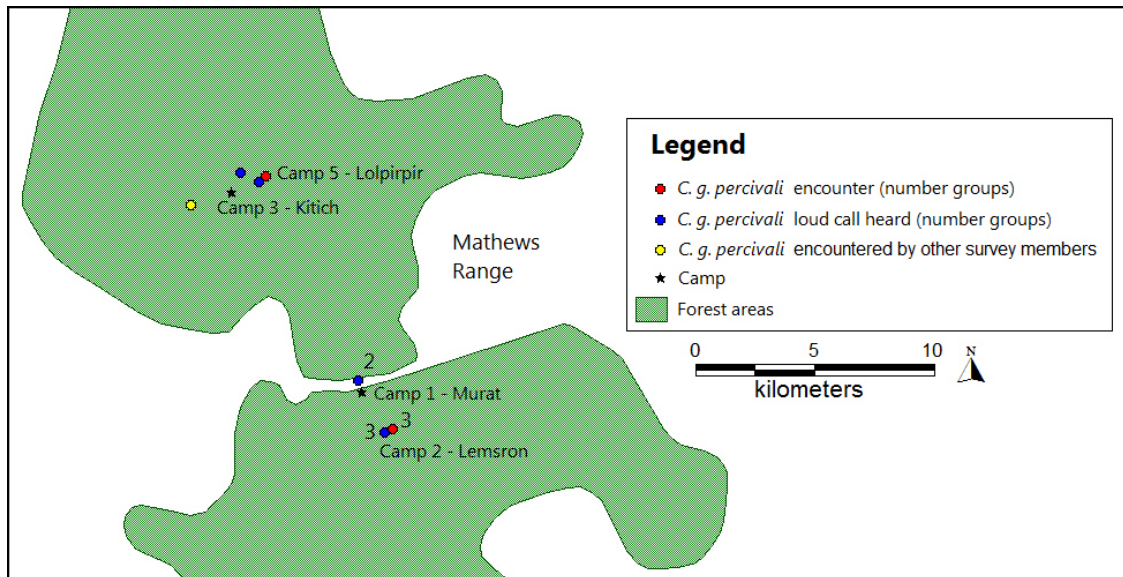 Camp 5 - Lolpirpir
Camp 3 - Kitich
Mathews
Range
2
Camp 1 - Murat
3
3
Camp 2 - Lemsron
Legend
C. g. percivali encounter (number groups)
C. g. percivali loud call heard (number groups)
C. g. percivali encountered by other survey members
Camp
Forest areas
0 5 10
N
kilometers